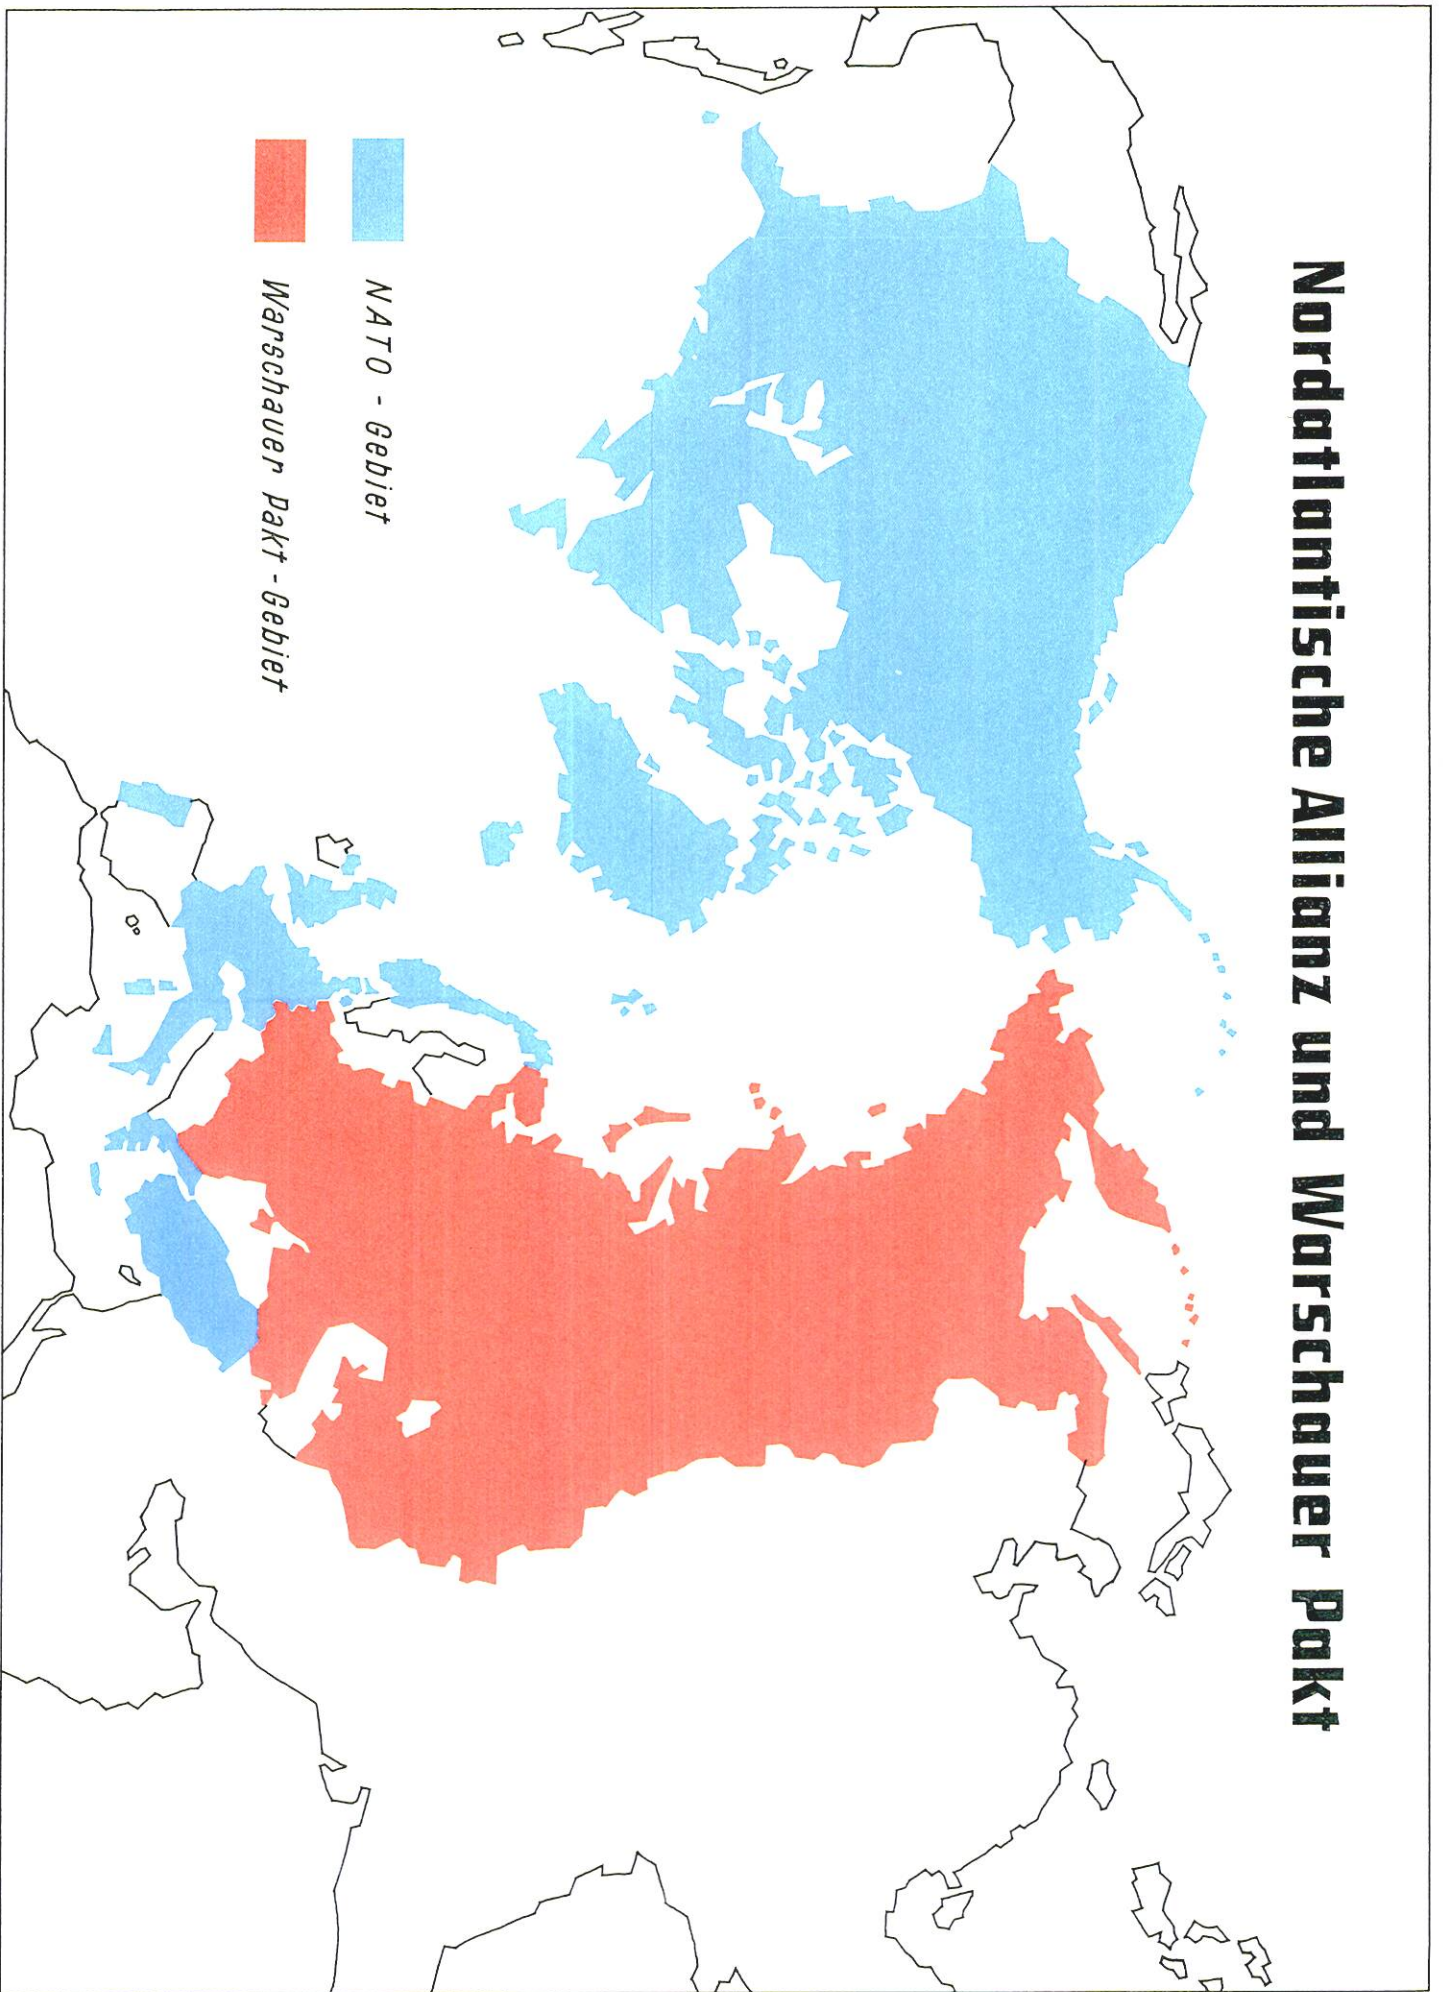 Nordatlantische Allianz und Warschauer Pakt
NATO - Gebiet
Warschauer Pakt - Gebiet